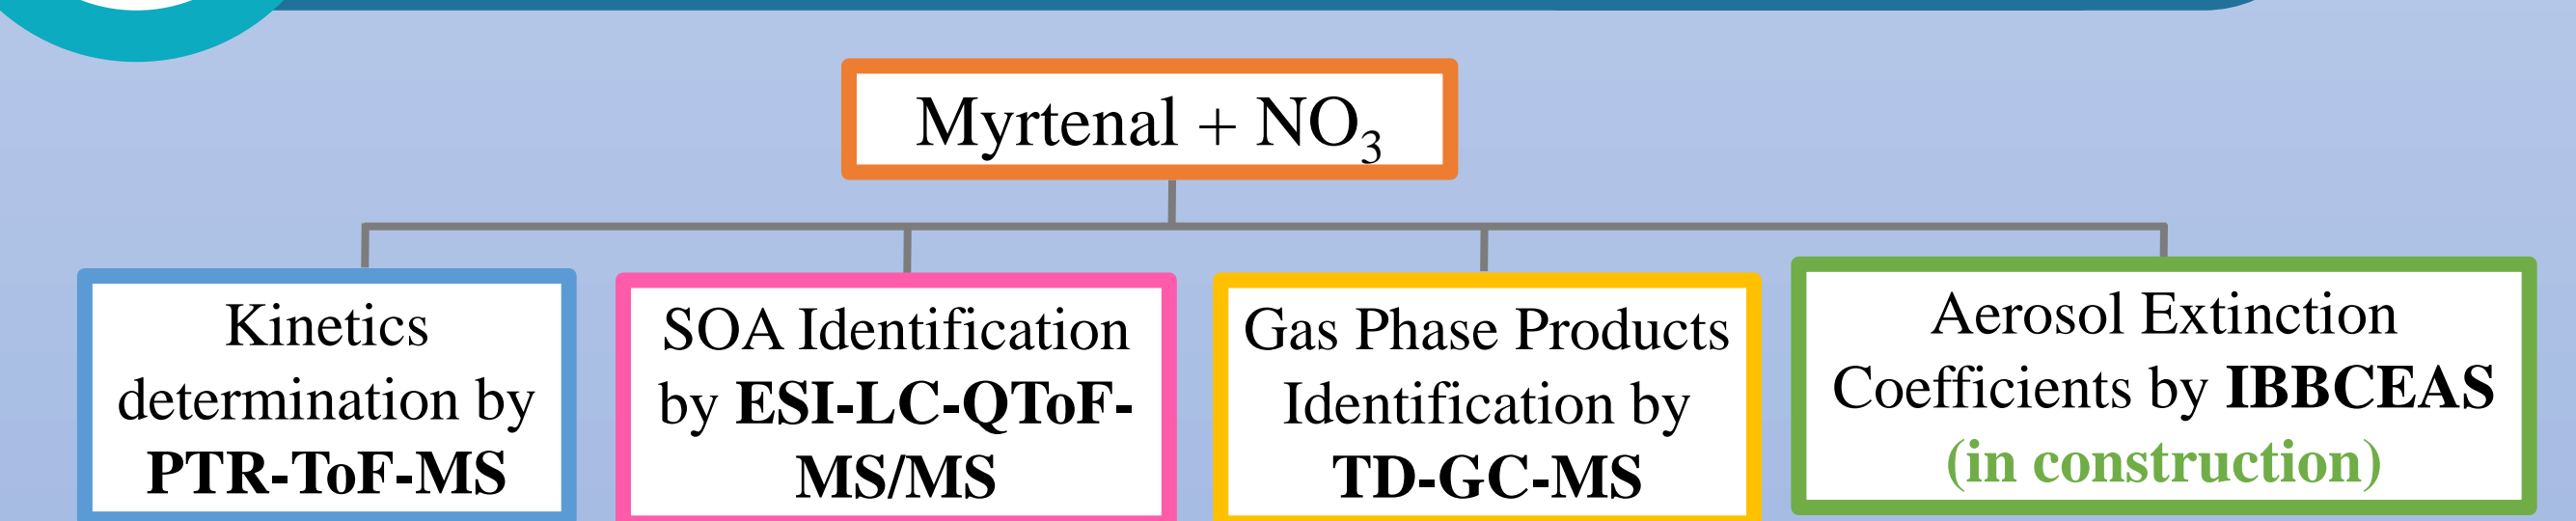 Myrtenal + NO₃
Kinetics
determination by
PTR-ToF-MS
SOA Identification
by ESI-LC-QToF-
MS/MS
Gas Phase Products
Identification by
TD-GC-MS
Aerosol Extinction
Coefficients by IBBCEAS
(in construction)